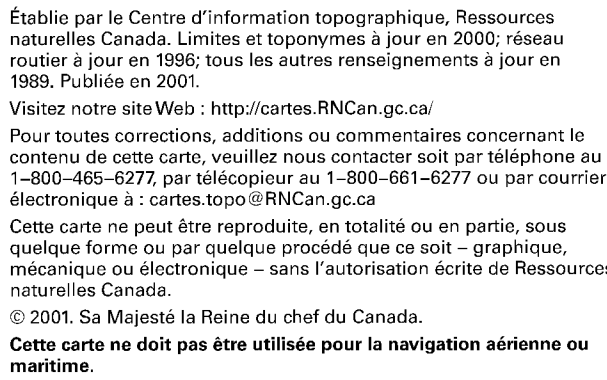 Établie par le Centre d'information topographique, Ressources
naturelles Canada. Limites et toponymes à jour en 2000; réseau
routier à jour en 1996; tous les autres renseignements à jour en
1989. Publiée en 2001.
Visitez notre site Web : http://cartes.RNCan.gc.ca/
Pour toutes corrections, additions ou commentaires concernant le
contenu de cette carte, veuillez nous contacter soit par téléphone au
1–800–465–6277, par télécopieur au 1–800–661–6277 ou par courrier
électronique à : cartes.topo@RNCan.gc.ca
Cette carte ne peut être reproduite, en totalité ou en partie, sous
quelque forme ou par quelque procédé que ce soit – graphique,
mécanique ou électronique – sans l'autorisation écrite de Ressources
naturelles Canada.
© 2001. Sa Majesté la Reine du chef du Canada.
Cette carte ne doit pas être utilisée pour la navigation aérienne ou
maritime.